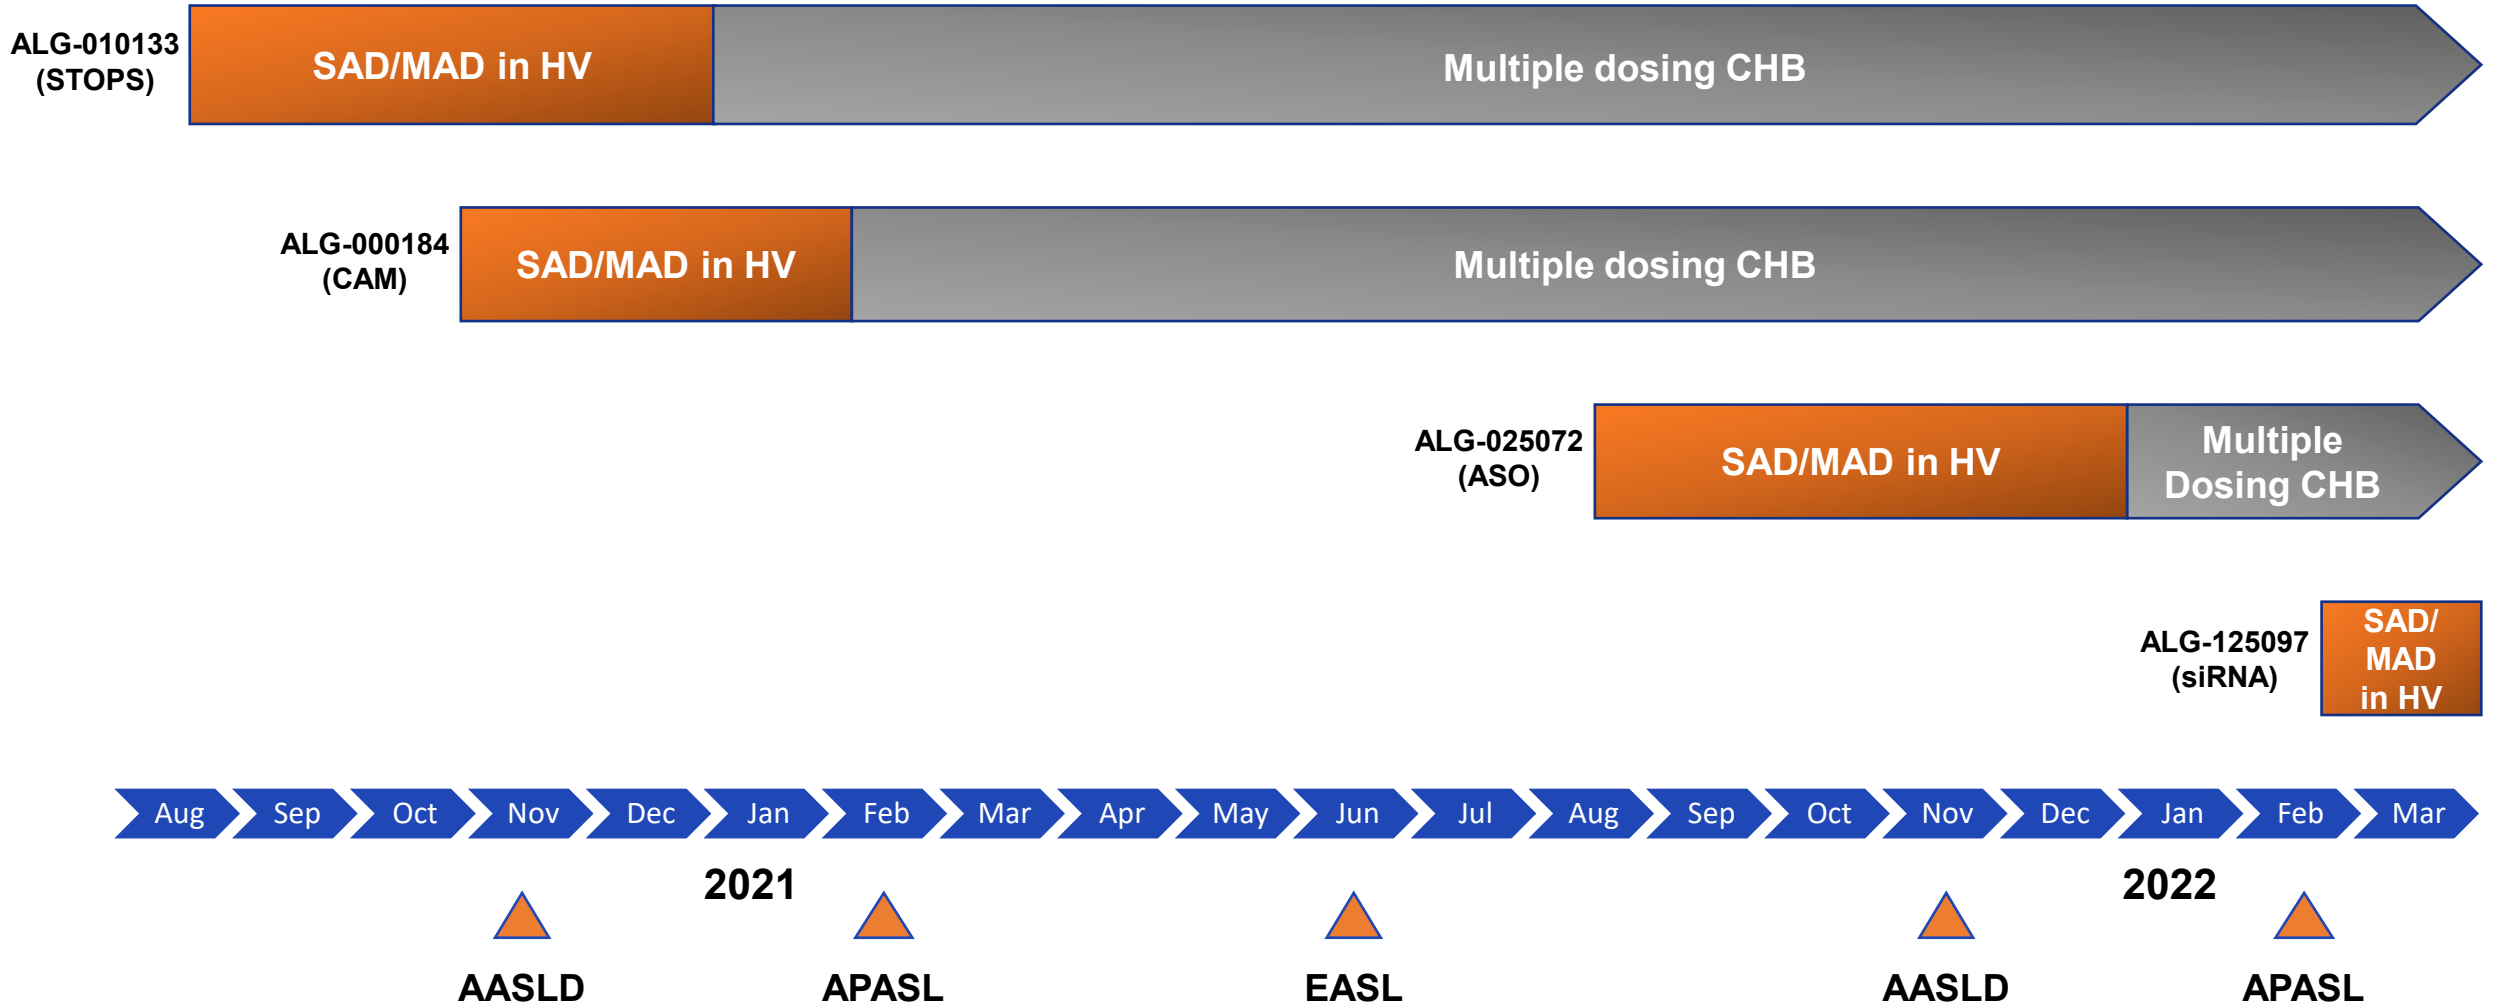 ALG-010133
(STOPS)
SAD/MAD in HV
Multiple dosing CHB
ALG-000184
(CAM)
SAD/MAD in HV
Multiple dosing CHB
ALG-025072
(ASO)
SAD/MAD in HV
Multiple
Dosing CHB
ALG-125097
(siRNA)
SAD/
MAD
in HV
Aug Sep Oct Nov Dec Jan Feb Mar Apr May Jun Jul Aug Sep Oct Nov Dec Jan Feb Mar
2021 2022
AASLD APASL EASL AASLD APASL